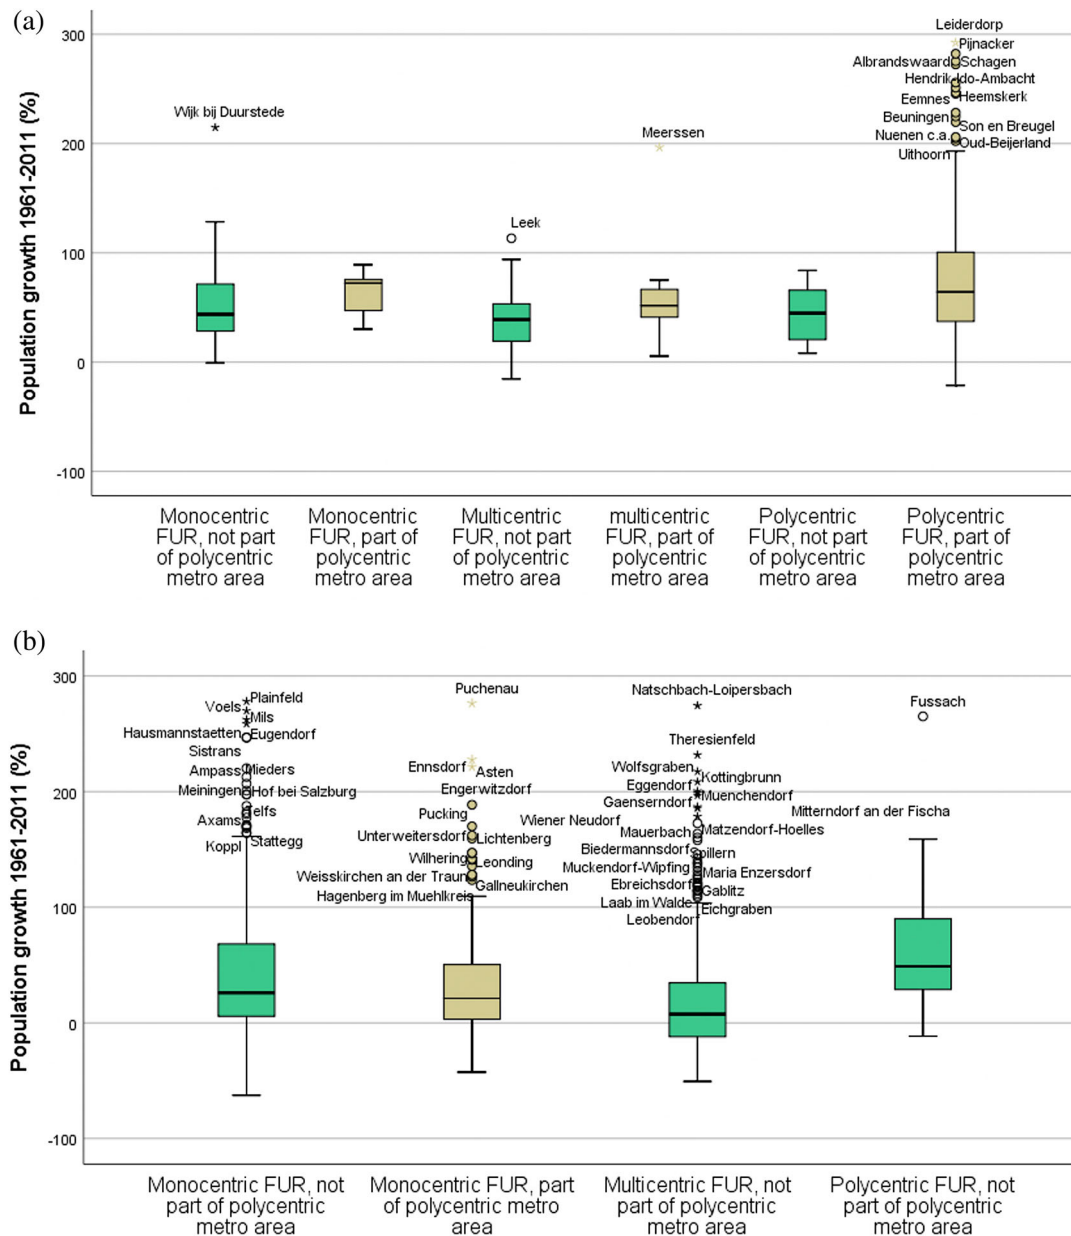 (a)
Population growth 1961-2011 (%)
300
200
100
0
-100
Wijk bij Duurstede
Leek
Meerssen
Leiderdorp
Pijnacker
Albrandswaard Schagen
Hendrik-Ido-Ambacht
Eemnes Heemskerk
Beuningen
Son en Breugel
Nuenen c.a.
Oud-Beijerland
Uithoorn
Monocentric
FUR, not part
of polycentric
metro area
Monocentric
FUR, part of
polycentric
metro area
Multicentric
FUR, not part
of polycentric
metro area
multicentric
FUR, part of
polycentric
metro area
Polycentric
FUR, not part
of polycentric
metro area
Polycentric
FUR, part of
polycentric
metro area
(b)
Population growth 1961-2011 (%)
300
200
100
0
-100
Plainfeld
Voels
Mils
Hausmannstaetten Eugendorf
Sistrans
Ampass Mieders
Meiningen Hof bei Salzburg
Telfs
Axams
Stattegg
Koppl
Puchenau
Ennsdorf Asten
Engerwitzdorf
Pucking
Unterweitersdorf Lichtenberg
Wilhering Leonding
Weisskirchen an der Traun
Gallneukirchen
Hagenberg im Muehlkreis
Natschbach-Loipersbach
Theresienfeld
Wolfsgraben
Kottingbrunn
Eggendorf
Muenchendorf
Gaenserndorf
Wiener Neudorf
Mauerbach Matzendorf-Hoelles
Biedermannsdorf Spillern
Muckendorf-Wipfing Maria Enzersdorf
Ebreichsdorf Gablitz
Laab im Walde
Eichgraben
Leobendorf
Fussach
Mitterndorf an der Fischa
Monocentric FUR, not
part of polycentric
metro area
Monocentric FUR, part
of polycentric metro
area
Multicentric FUR, not
part of polycentric
metro area
Polycentric FUR, not
part of polycentric
metro area